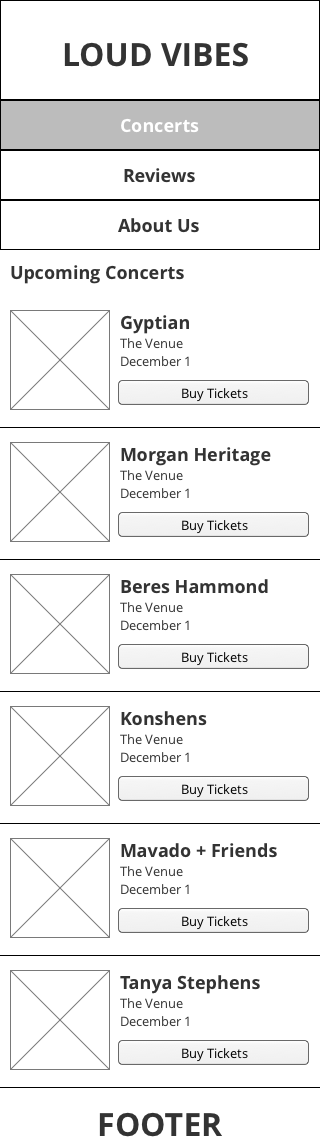 LOUD VIBES
Concerts
Reviews
About Us
Upcoming Concerts
Gyptian
The Venue
December 1
Buy Tickets
Morgan Heritage
The Venue
December 1
Buy Tickets
Beres Hammond
The Venue
December 1
Buy Tickets
Konshens
The Venue
December 1
Buy Tickets
Mavado + Friends
The Venue
December 1
Buy Tickets
Tanya Stephens
The Venue
December 1
Buy Tickets
FOOTER